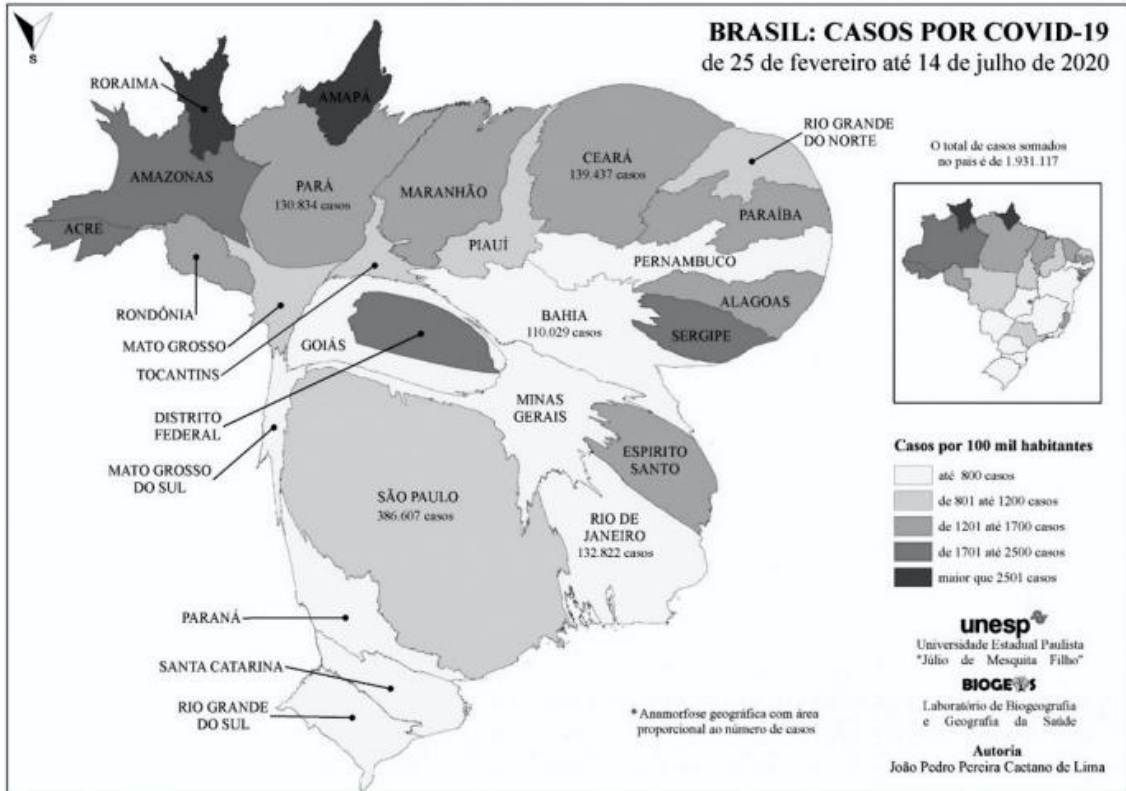 BRASIL: CASOS POR COVID-19
de 25 de fevereiro até 14 de julho de 2020
S
RORAIMA
AMAPÁ
RIO GRANDE
DO NORTE
O total de casos somados
no país é de 1.931.117
AMAZONAS
PARÁ
130.834 casos
MARANHÃO
CEARÁ
139.437 casos
ACRE
PARAÍBA
PIAUÍ
PERNAMBUCO
RONDÔNIA
ALAGOAS
BAHIA
110.029 casos
SERGIPE
MATO GROSSO
GOIÁS
TOCANTINS
MINAS
GERAIS
DISTRITO
FEDERAL
ESPIRITO
SANTO
MATO GROSSO
DO SUL
SÃO PAULO
386.607 casos
RIO DE
JANEIRO
132.822 casos
PARANÁ
SANTA CATARINA
RIO GRANDE
DO SUL
Casos por 100 mil habitantes
até 800 casos
de 801 até 1200 casos
de 1201 até 1700 casos
de 1701 até 2500 casos
maior que 2501 casos
unesp
Universidade Estadual Paulista
"Júlio de Mesquita Filho"
BIOGEOS
Laboratório de Biogeografia
e Geografia da Saúde
* Anamorfose geográfica com área
proporcional ao número de casos
Autoria
João Pedro Pereira Caetano de Lima